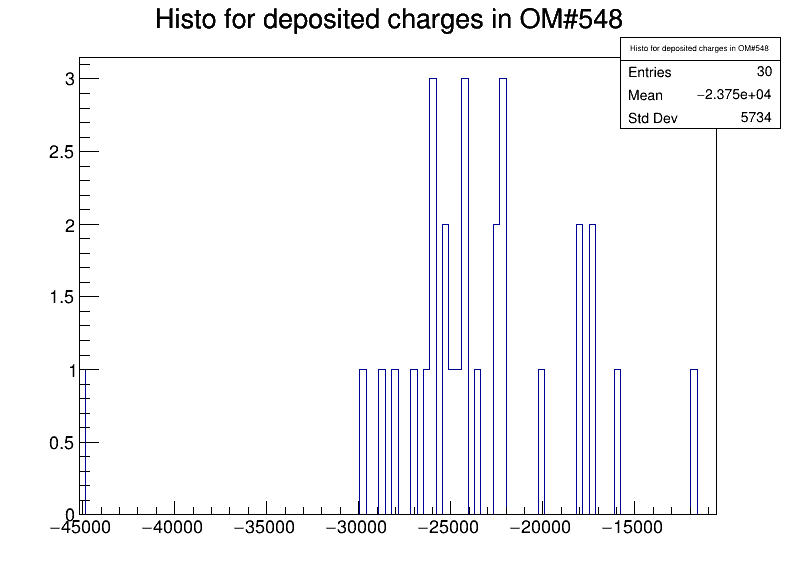 Histo for deposited charges in OM#548
Histo for deposited charges in OM#548
Entries 30
Mean −2.375e+04
Std Dev 5734
3
2.5
2
1.5
1
0.5
0
−45000 −40000 −35000 −30000 −25000 −20000 −15000